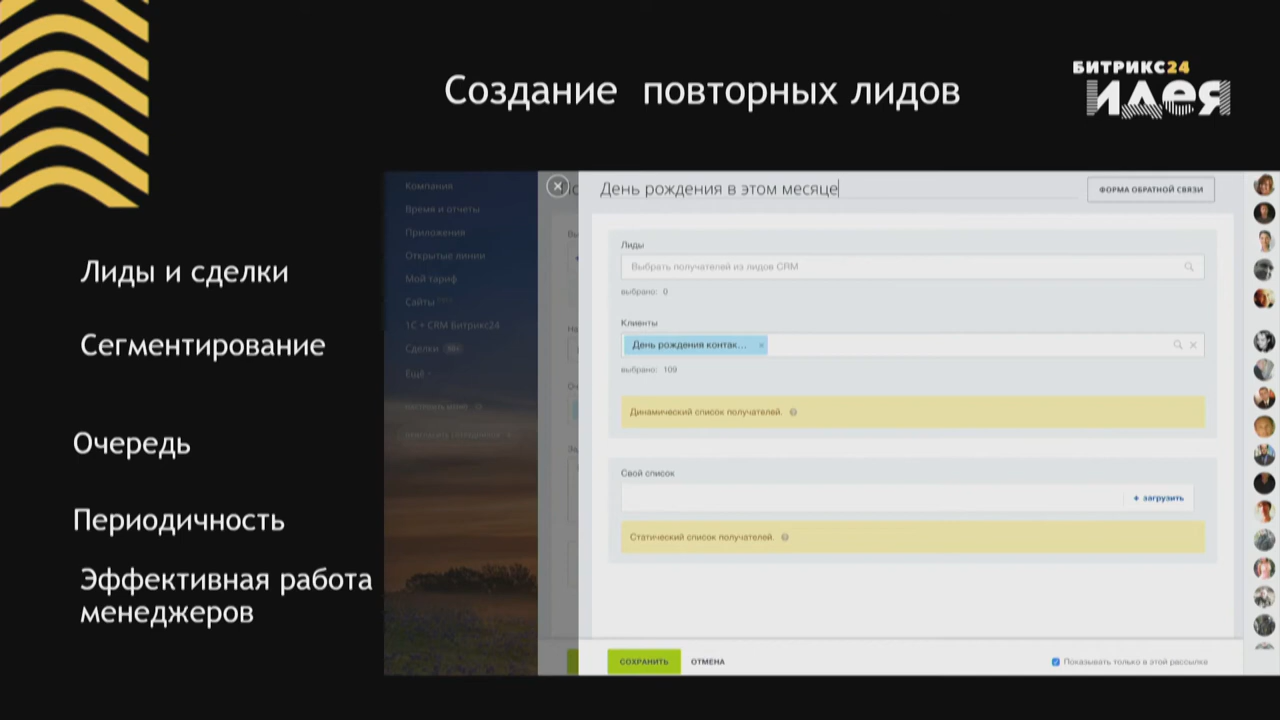 Создание повторных лидов
БИТРИКС24
идея
Лиды и сделки
Сегментирование
Очередь
Периодичность
Эффективная работа
менеджеров
Компания
Время и отчеты
Приложения
Открытые линии
Мой тариф
Сайты
1С + CRM Битрикс24
Сделки
Ещё
День рождения в этом месяце
ФОРМА ОБРАТНОЙ СВЯЗИ
Лиды
Выбрать получателей из лидов CRM
выбрано: 0
Клиенты
День рождения контак... ×
выбрано: 109
Динамический список получателей.
Свой список
+ загрузить
Статический список получателей.
СОХРАНИТЬ
ОТМЕНА
Показывать только в этой рассылке